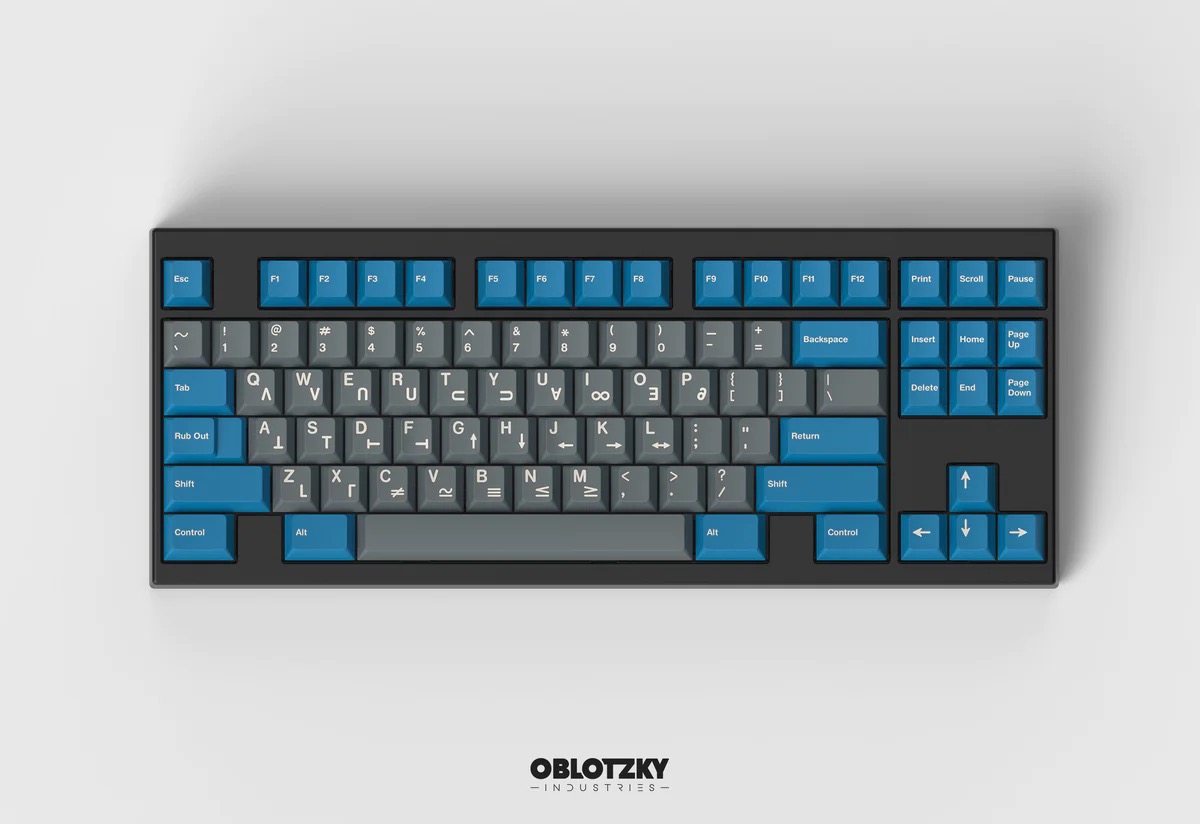 Esc F1 F2 F3 F4 F5 F6 F7 F8 F9 F10 F11 F12 Print Scroll Pause
~ ! @ # $ % ^ & * ( ) — +
` 1 2 3 4 5 6 7 8 9 0 - = Backspace Insert Home Page Up
Tab Q W E R T Y U I O P { } |
∧ ∨ ∩ ∪ ⊂ ⊃ ∀ ∞ ∃ ∂ [ ] \ Delete End Page Down
Rub Out A S D F G H J K L : " Return
⊥ ⊤ ⊢ ⊣ ↑ ↓ ← → ↔ ; '
Shift Z X C V B N M < > ? Shift ↑
⌊ ⌈ ≠ ≃ ≡ ≤ ≥ , . /
Control Alt Alt Control ← ↓ →
OBLOTZKY
INDUSTRIES